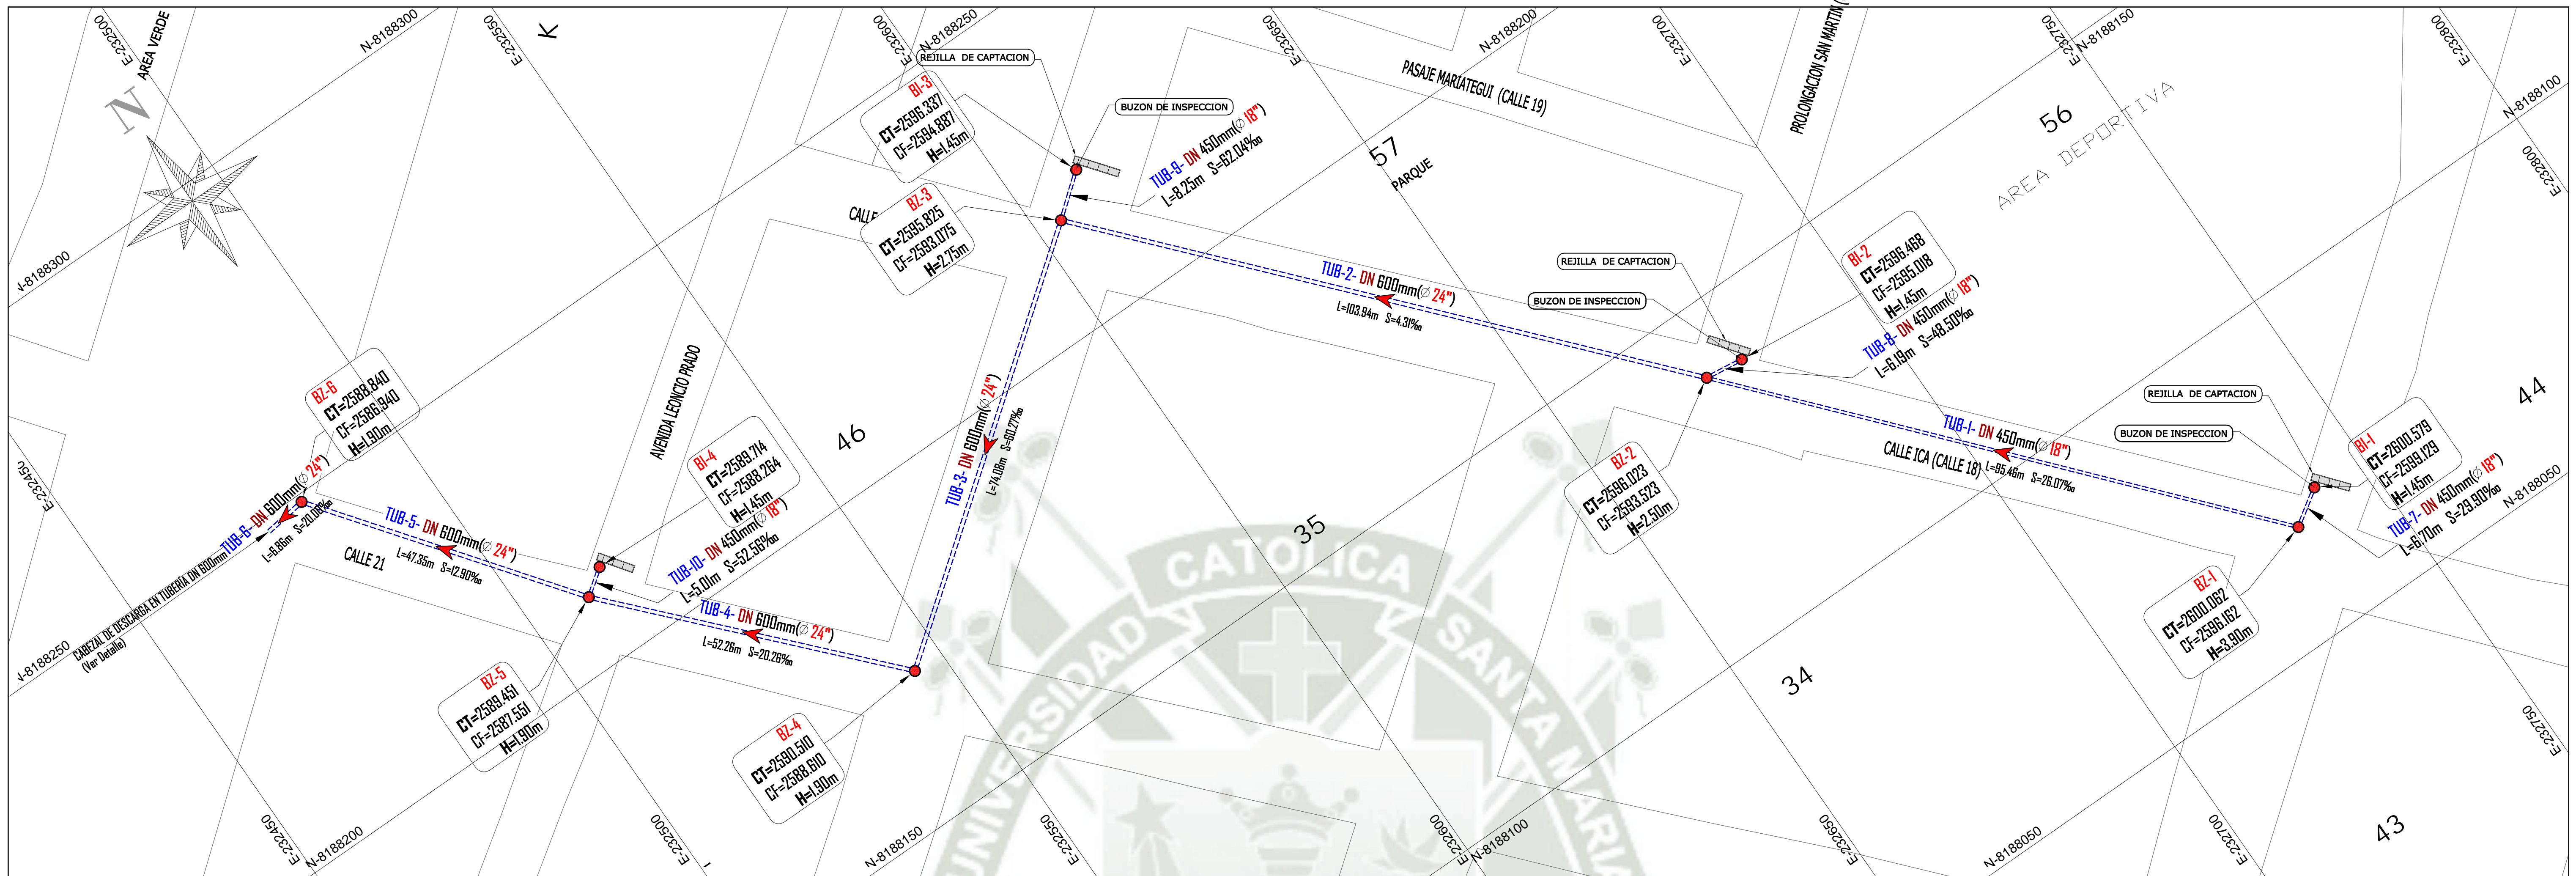 E-232500
AREA VERDE
N-8188300
E-232550
K
E-232600
N-8188250
E-232650
N-8188200
E-232700
PROLONGACION SAN MARTIN (
E-232750
N-8188150
E-232800
N-8188100
E-232800
N
REJILLA DE CAPTACION
BUZON DE INSPECCION
BI-3
CT=2596.337
CF=2594.887
H=1.45m
TUB-9- DN 450mm(Ø 18")
L=8.25m S=62.04‰
PASAJE MARIATEGUI (CALLE 19)
57
PARQUE
56
AREA DEPORTIVA
CALLE
BZ-3
CT=2595.825
CF=2593.075
H=2.75m
N-8188300
TUB-2- DN 600mm(Ø 24")
L=103.94m S=4.31‰
REJILLA DE CAPTACION
BUZON DE INSPECCION
BI-2
CT=2596.468
CF=2595.018
H=1.45m
TUB-8- DN 450mm(Ø 18")
L=6.19m S=48.50‰
BZ-6
CT=2588.840
CF=2586.940
H=1.90m
AVENIDA LEONCIO PRADO
46
TUB-3- DN 600mm(Ø 24")
L=74.08m S=60.27‰
REJILLA DE CAPTACION
BUZON DE INSPECCION
44
TUB-1- DN 450mm(Ø 18")
L=95.46m S=26.07‰
CALLE ICA (CALLE 18)
BI-1
CT=2600.579
CF=2599.129
H=1.45m
TUB-7- DN 450mm(Ø 18")
L=6.70m S=29.90‰
N-8188050
BI-4
CT=2589.714
CF=2588.264
H=1.45m
TUB-10- DN 450mm(Ø 18")
L=5.01m S=52.56‰
BZ-2
CT=2596.023
CF=2593.523
H=2.50m
E-232450
TUB-6- DN 600mm(Ø 24")
L=6.86m S=20.08‰
TUB-5- DN 600mm(Ø 24")
L=47.35m S=12.90‰
CALLE 21
35
CABEZAL DE DESCARGA EN TUBERÍA DN 600mm
(Ver Detalle)
N-8188250
TUB-4- DN 600mm(Ø 24")
L=52.26m S=20.26‰
BZ-1
CT=2600.062
CF=2596.162
H=3.90m
34
BZ-5
CT=2589.451
CF=2587.551
H=1.90m
BZ-4
CT=2590.510
CF=2588.610
H=1.90m
UNIVERSIDAD CATOLICA SANTA MARIA
E-232750
43
E-232450
N-8188200
E-232500
N-8188150
E-232550
E-232600
N-8188100
E-232650
N-8188050
E-232700